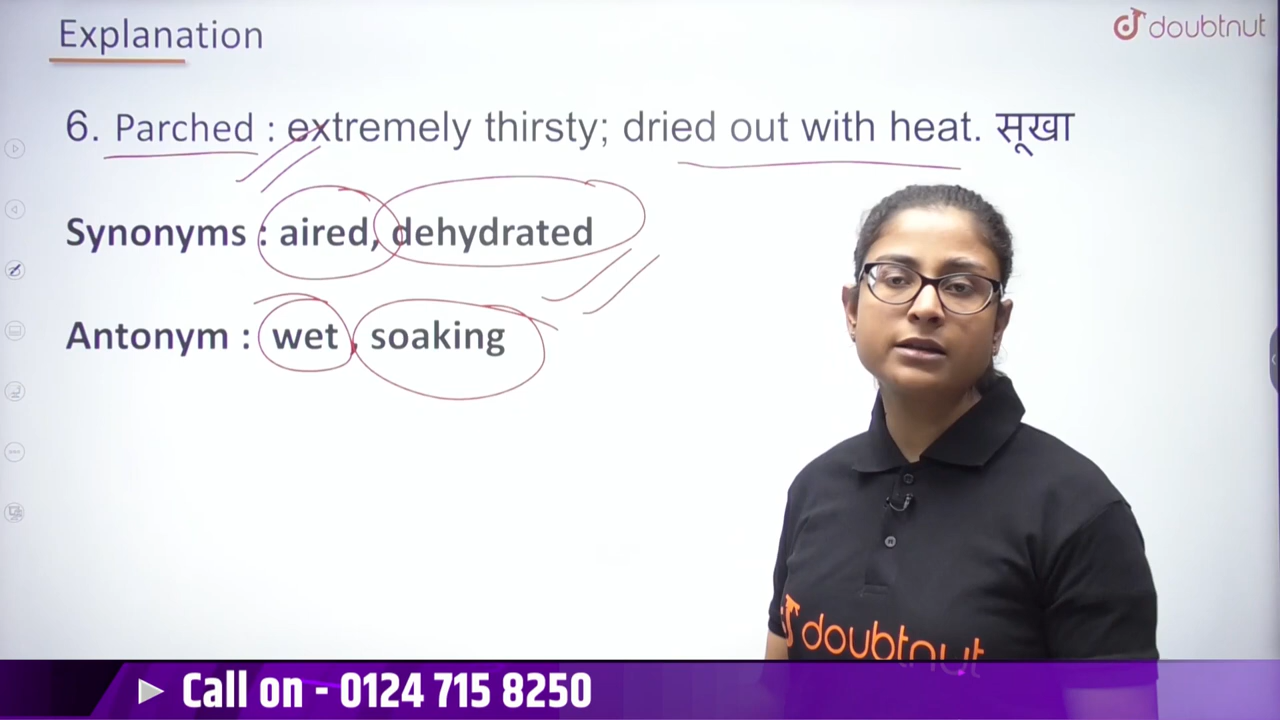 Explanation
doubtnut
6. Parched : extremely thirsty; dried out with heat. सूखा
Synonyms : aired, dehydrated
Antonym : wet , soaking
doubtnut
Call on - 0124 715 8250